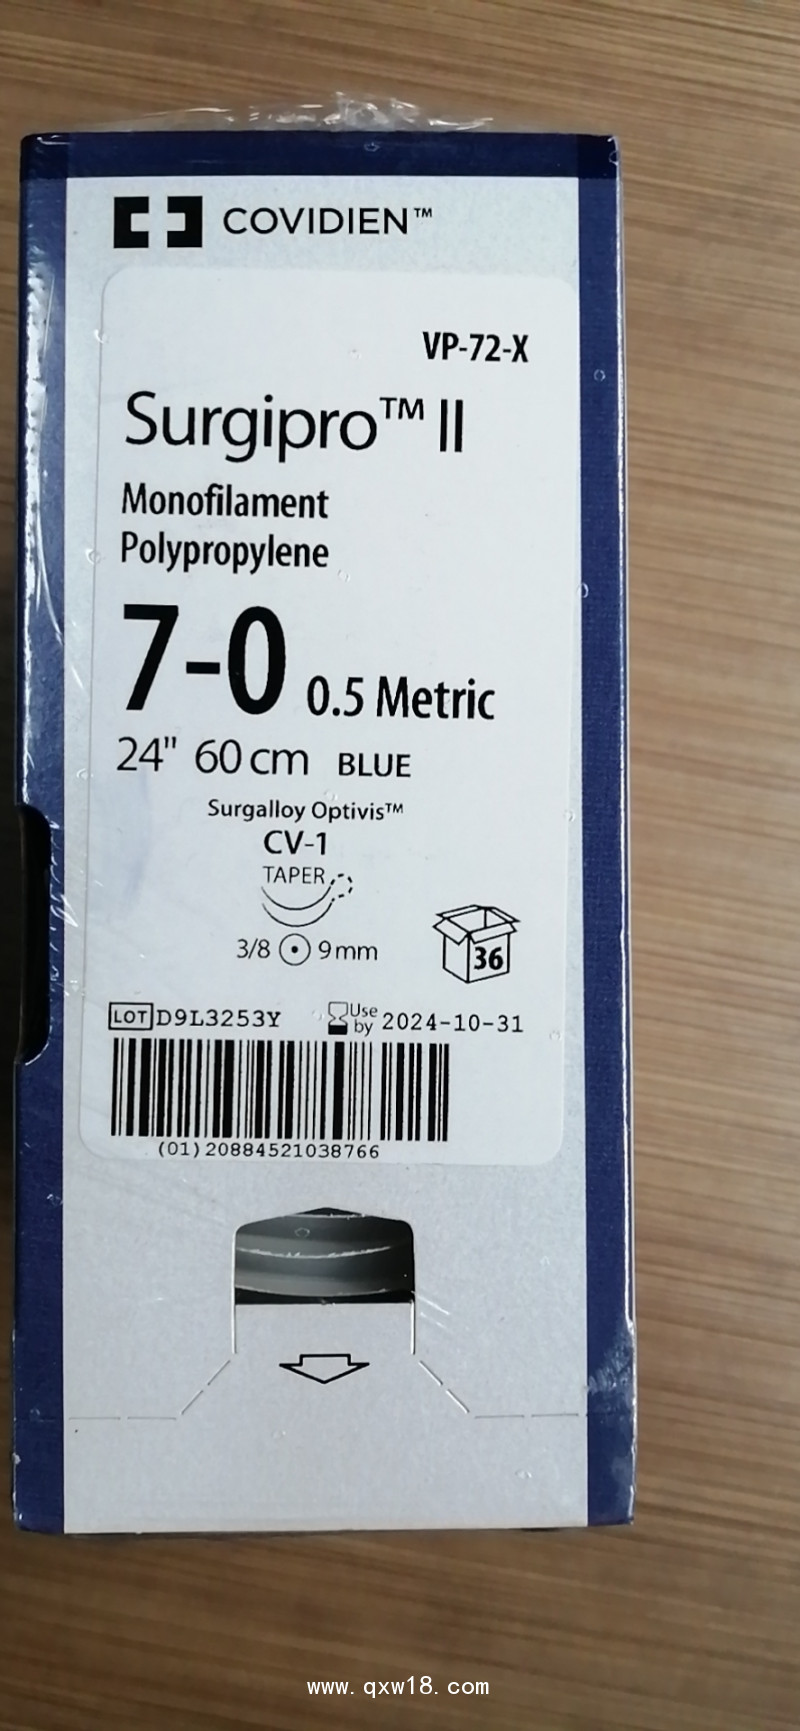 COVIDIEN™
VP-72-X
Surgipro™ II
Monofilament
Polypropylene
7-0 0.5 Metric
24" 60 cm BLUE
Surgalloy Optivis™
CV-1
TAPER
3/8 9 mm
36
LOT D9L3253Y
Use by 2024-10-31
(01)20884521038766
www.qxw18.com